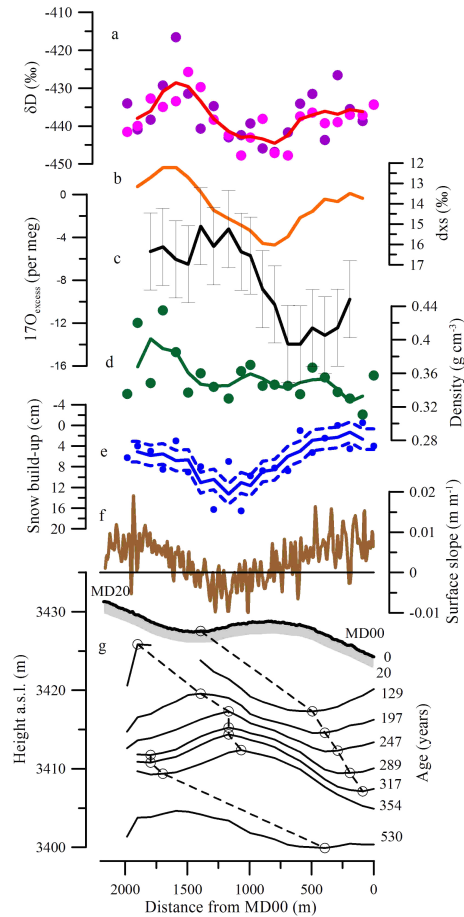 -410
-420
-430
-440
-450
δD (‰)
a
b
12
13
14
15
16
17
dxs (‰)
0
-4
-8
-12
-16
17Oexcess (per meg)
c
0.44
0.4
0.36
0.32
0.28
Density (g cm-3)
d
-4
0
4
8
12
16
20
Snow build-up (cm)
e
0.02
0.01
0
-0.01
Surface slope (m m-1)
f
MD20
MD00
3430
3420
3410
3400
Height a.s.l. (m)
g
0
20
129
197
247
289
317
354
530
Age (years)
2000 1500 1000 500 0
Distance from MD00 (m)